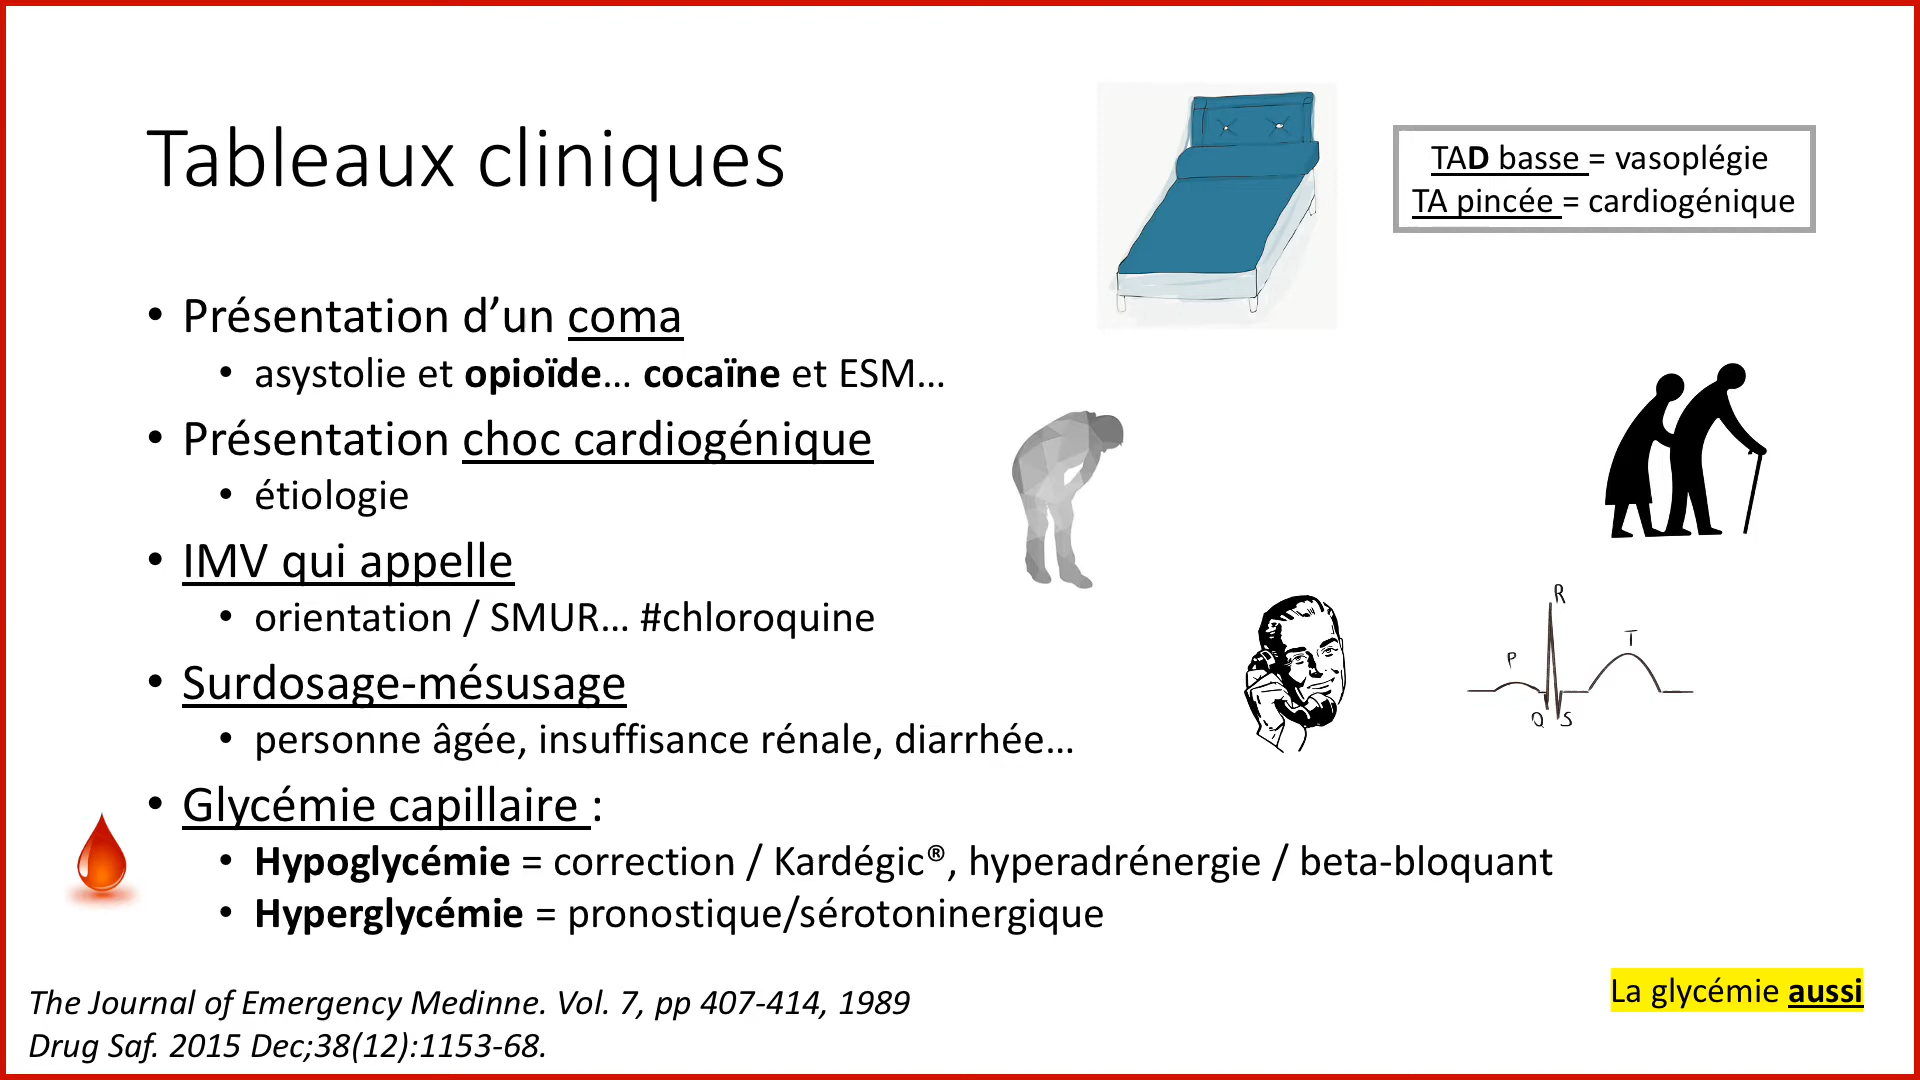 Tableaux cliniques
TAD basse = vasoplégie
TA pincée = cardiogénique
• Présentation d’un coma
• asystolie et opioïde... cocaïne et ESM...
• Présentation choc cardiogénique
• étiologie
• IMV qui appelle
• orientation / SMUR... #chloroquine
• Surdosage-mésusage
• personne âgée, insuffisance rénale, diarrhée...
• Glycémie capillaire :
• Hypoglycémie = correction / Kardégic®, hyperadrénergie / beta-bloquant
• Hyperglycémie = pronostique/sérotoninergique
R
P
T
Q S
The Journal of Emergency Medinne. Vol. 7, pp 407-414, 1989
Drug Saf. 2015 Dec;38(12):1153-68.
La glycémie aussi